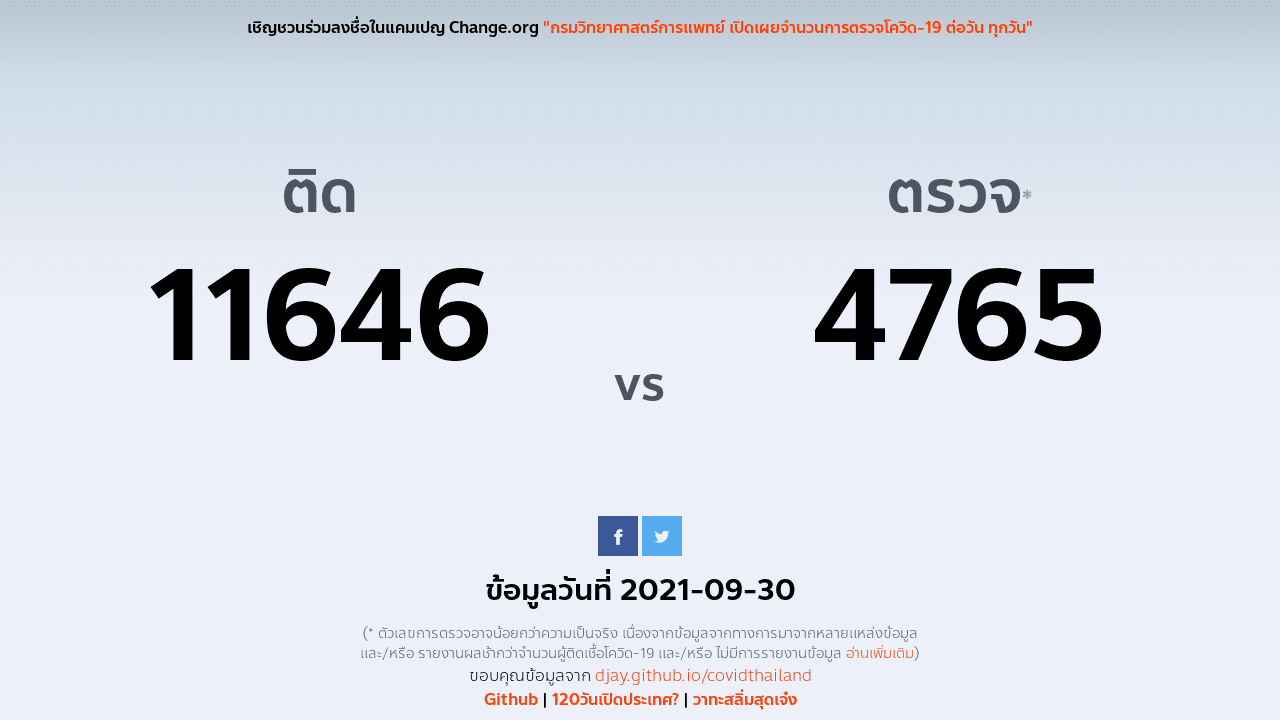 เชิญชวนร่วมลงชื่อในแคมเปญ Change.org "กรมวิทยาศาสตร์การแพทย์ เปิดเผยจำนวนการตรวจโควิด-19 ต่อวัน ทุกวัน"
ติด
11646
vs
ตรวจ*
4765
ข้อมูลวันที่ 2021-09-30
(* ตัวเลขการตรวจอาจน้อยกว่าความเป็นจริง เนื่องจากข้อมูลจากทางการมาจากหลายแหล่งข้อมูล
และ/หรือ รายงานผลช้ากว่าจำนวนผู้ติดเชื้อโควิด-19 และ/หรือ ไม่มีการรายงานข้อมูล อ่านเพิ่มเติม)
ขอบคุณข้อมูลจาก djay.github.io/covidthailand
Github | 120วันเปิดประเทศ? | วาทะสลิ่มสุดเจ๋ง